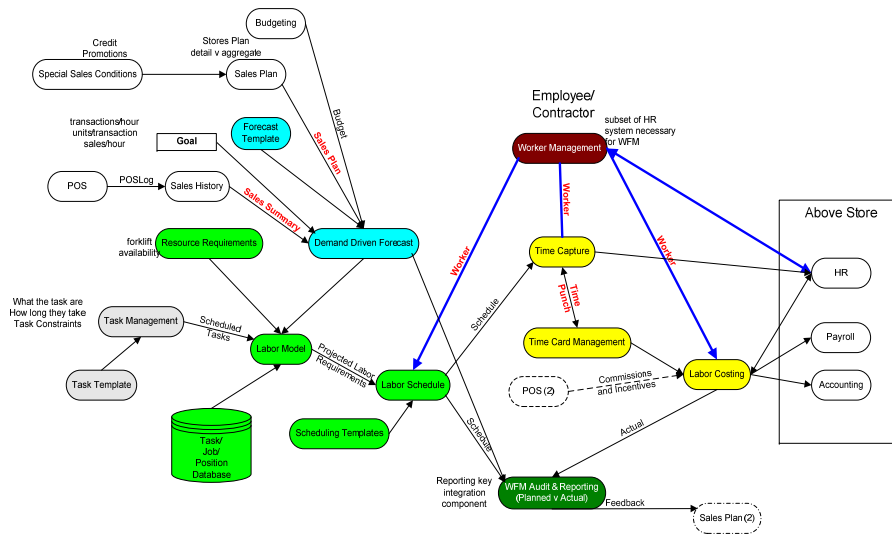 Budgeting
Credit
Promotions
Stores Plan
detail v aggregate
Special Sales Conditions
Sales Plan
Employee/
Contractor
Budget
transactions/hour
units/transaction
sales/hour
Goal
Forecast
Template
Sales Plan
subset of HR
system necessary
for WFM
Worker Management
POS
POSLog
Sales History
Sales Summary
Worker
Above Store
forklift
availability
Resource Requirements
Demand Driven Forecast
Worker
Time Capture
Worker
HR
What the task are
How long they take
Task Constraints
Task Management
Scheduled
Tasks
Schedule
Time
Punch
Labor Model
Projected Labor
Requirements
Time Card Management
Payroll
Task Template
Labor Schedule
POS (2)
Commissions
and Incentives
Labor Costing
Accounting
Task/
Job/
Position
Database
Scheduling Templates
Schedule
Actual
Reporting key
integration
component
WFM Audit & Reporting
(Planned v Actual)
Feedback
Sales Plan (2)